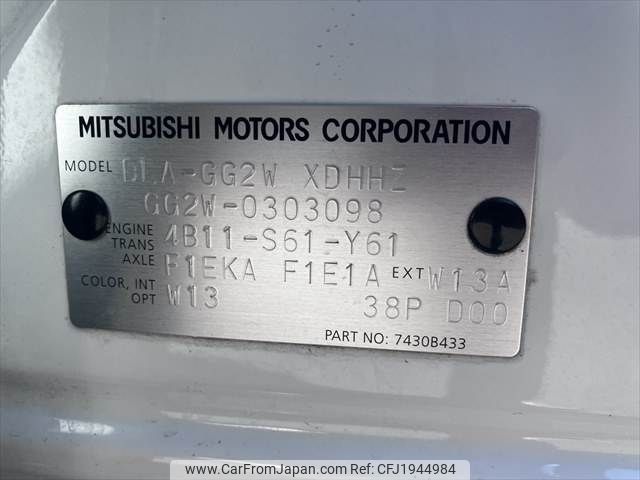 MITSUBISHI MOTORS CORPORATION
MODEL DLA-GG2W XDHHZ
GG2W-0303098
ENGINE 4B11-S61-Y61
TRANS AXLE F1EKA F1E1A EXT W13A
COLOR, INT OPT W13 38P D00
PART NO: 7430B433
www.CarFromJapan.com - CFJ1944984